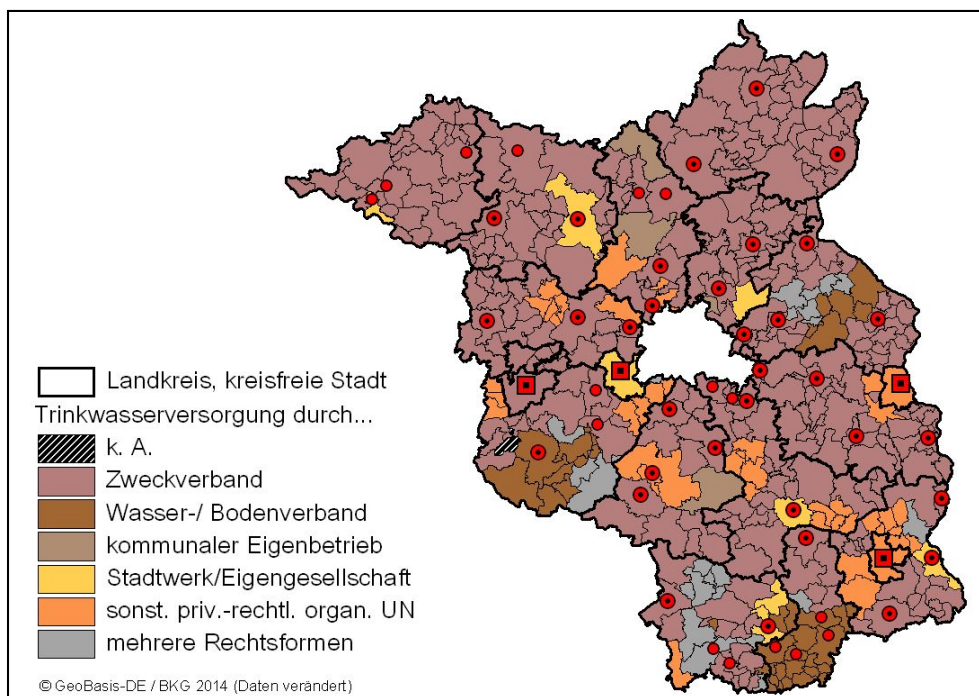 Landkreis, kreisfreie Stadt
Trinkwasserversorgung durch...
k. A.
Zweckverband
Wasser-/ Bodenverband
kommunaler Eigenbetrieb
Stadtwerk/Eigengesellschaft
sonst. priv.-rechtl. organ. UN
mehrere Rechtsformen
© GeoBasis-DE / BKG 2014 (Daten verändert)